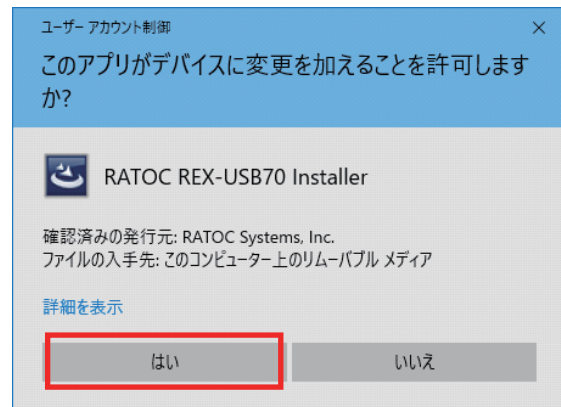 ユーザー アカウント制御
このアプリがデバイスに変更を加えることを許可します
か?
RATOC REX-USB70 Installer
確認済みの発行元: RATOC Systems, Inc.
ファイルの入手先: このコンピューター上のリムーバブル メディア
詳細を表示
はい
いいえ